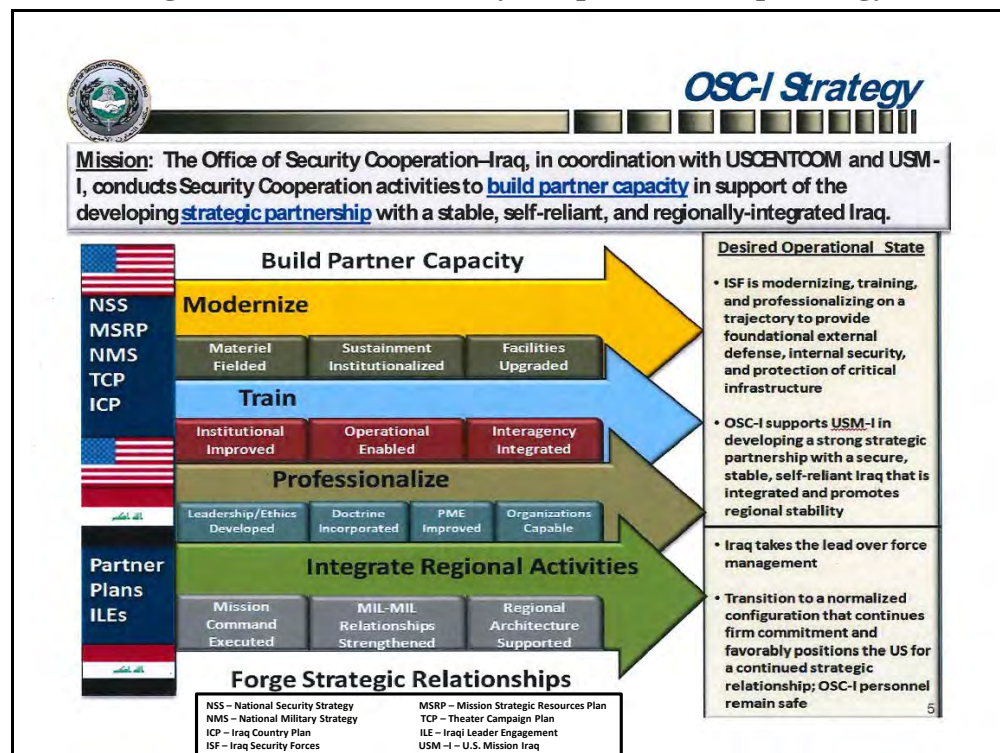 OSC-I Strategy
Mission: The Office of Security Cooperation–Iraq, in coordination with USCENTCOM and USM-
I, conducts Security Cooperation activities to build partner capacity in support of the
developing strategic partnership with a stable, self-reliant, and regionally-integrated Iraq.
NSS
MSRP
NMS
TCP
ICP
Partner
Plans
ILEs
Build Partner Capacity
Modernize
Materiel
Fielded
Sustainment
Institutionalized
Facilities
Upgraded
Train
Institutional
Improved
Operational
Enabled
Interagency
Integrated
Professionalize
Leadership/Ethics
Developed
Doctrine
Incorporated
PME
Improved
Organizations
Capable
Integrate Regional Activities
Mission
Command
Executed
MIL-MIL
Relationships
Strengthened
Regional
Architecture
Supported
Forge Strategic Relationships
Desired Operational State
• ISF is modernizing, training,
and professionalizing on a
trajectory to provide
foundational external
defense, internal security,
and protection of critical
infrastructure
• OSC-I supports USM-I in
developing a strong strategic
partnership with a secure,
stable, self-reliant Iraq that is
integrated and promotes
regional stability
• Iraq takes the lead over force
management
• Transition to a normalized
configuration that continues
firm commitment and
favorably positions the US for
a continued strategic
relationship; OSC-I personnel
remain safe
5
NSS – National Security Strategy
NMS – National Military Strategy
ICP – Iraq Country Plan
ISF – Iraq Security Forces
MSRP – Mission Strategic Resources Plan
TCP – Theater Campaign Plan
ILE – Iraqi Leader Engagement
USM –I – U.S. Mission Iraq